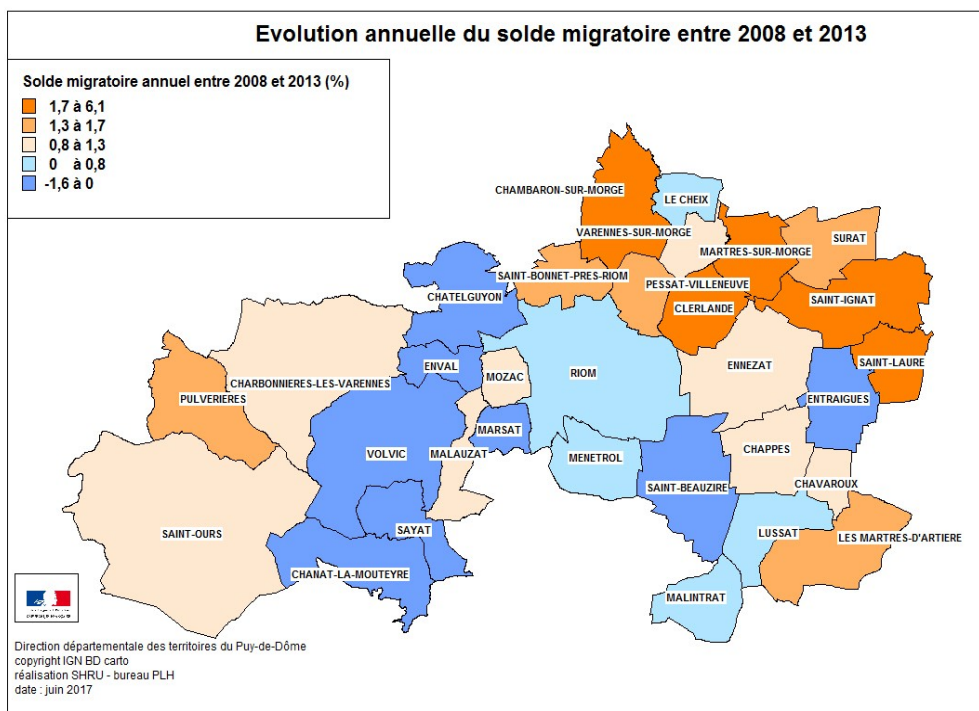 Evolution annuelle du solde migratoire entre 2008 et 2013
Solde migratoire annuel entre 2008 et 2013 (%)
1,7 à 6,1
1,3 à 1,7
0,8 à 1,3
0 à 0,8
-1,6 à 0
CHAMBARON-SUR-MORGE
LE CHEIX
VARENNES-SUR-MORGE
SURAT
MARTRES-SUR-MORGE
SAINT-BONNET-PRES-RIOM
PESSAT-VILLENEUVE
CHATELGUYON
SAINT-IGNAT
CLERLANDE
SAINT-LAURE
ENVAL
ENNEZAT
MOZAC
RIOM
CHARBONNIERES-LES-VARENNES
PULVERIERES
ENTRAIGUES
MARSAT
CHAPPES
VOLVIC
MALAUZAT
MENETROL
CHAVAROUX
SAINT-BEAUZIRE
SAYAT
SAINT-OURS
LUSSAT
LES MARTRES-D'ARTIERE
CHANAT-LA-MOUTEYRE
MALINTRAT
Direction départementale des territoires du Puy-de-Dôme
copyright IGN BD carto
réalisation SHRU - bureau PLH
date : juin 2017